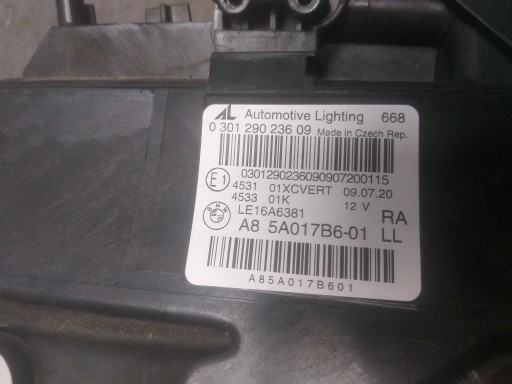 AL Automotive Lighting 668
0 301 290 236 09 Made in Czech Rep.
0301290236090907200115
E1 4531 01XCVERT 09.07.20
4533 01K 12 V
LE16A6381 RA
A8 5A017B6-01 LL
A85A017B601